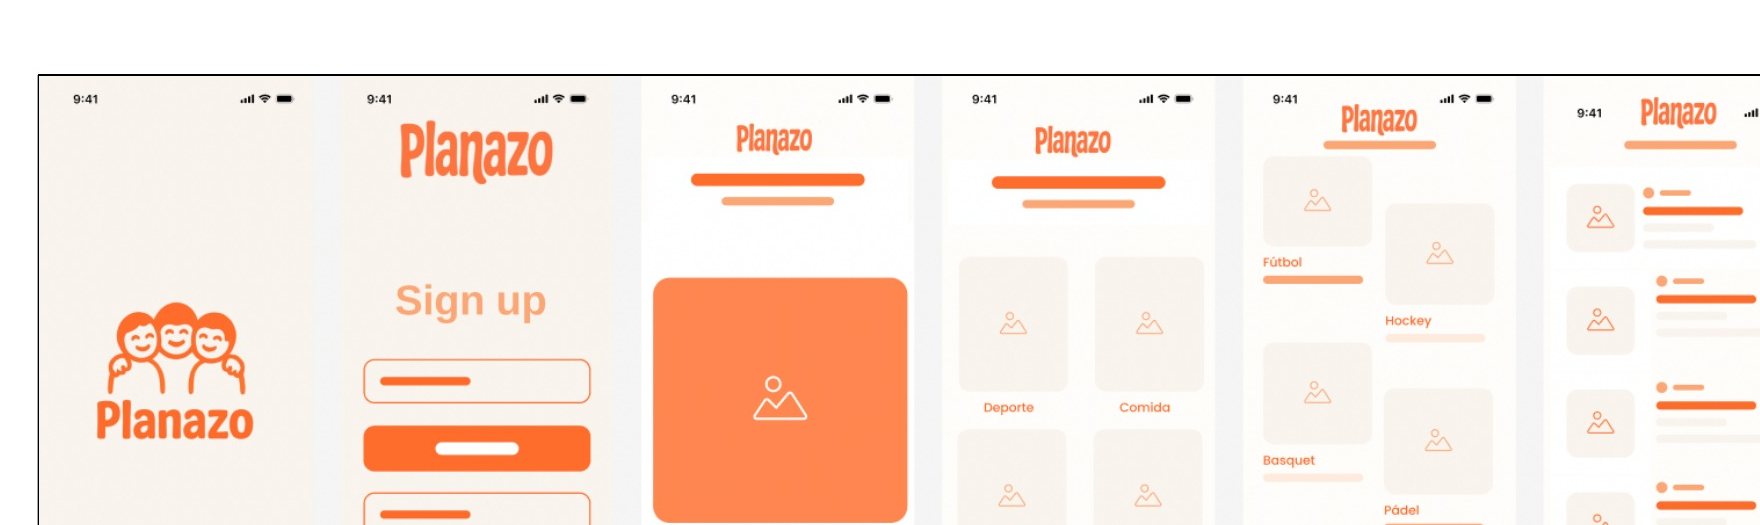 9:41
Planazo
9:41
Planazo
Sign up
9:41
Planazo
9:41
Planazo
Deporte
Comida
9:41
Planazo
Fútbol
Hockey
Basquet
Pádel
9:41
Planazo